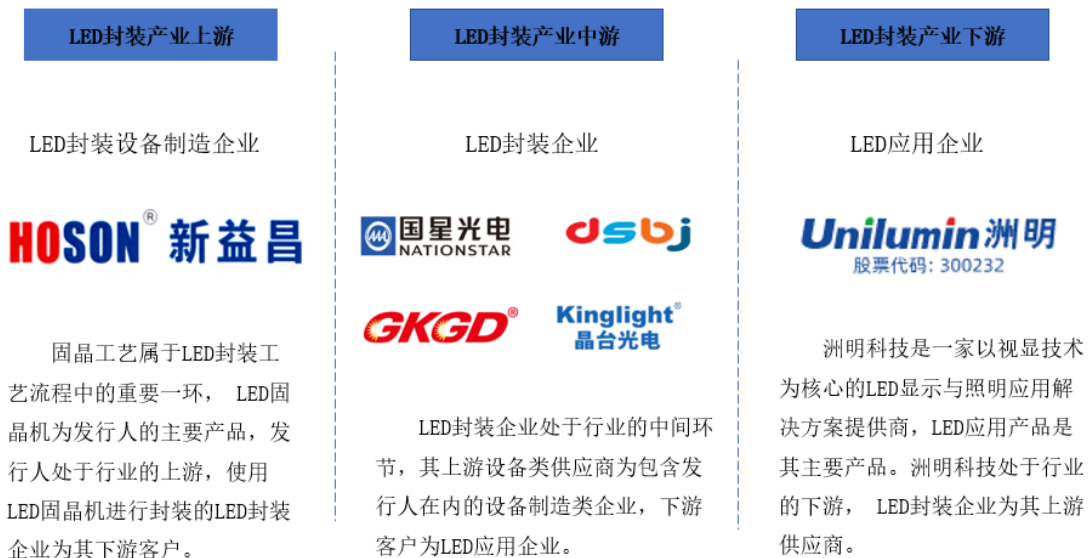 LED封装产业上游
LED封装设备制造企业
HOSON® 新益昌
固晶工艺属于LED封装工
艺流程中的重要一环， LED固
晶机为发行人的主要产品，发
行人处于行业的上游，使用
LED固晶机进行封装的LED封装
企业为其下游客户。
LED封装产业中游
LED封装企业
国星光电
NATIONSTAR
dsbj
GKGD®
Kinglight®
晶台光电
LED封装企业处于行业的中间环
节，其上游设备类供应商为包含发
行人在内的设备制造类企业，下游
客户为LED应用企业。
LED封装产业下游
LED应用企业
Unilumin洲明
股票代码: 300232
洲明科技是一家以视显技术
为核心的LED显示与照明应用解
决方案提供商，LED应用产品是
其主要产品。洲明科技处于行业
的下游， LED封装企业为其上游
供应商。